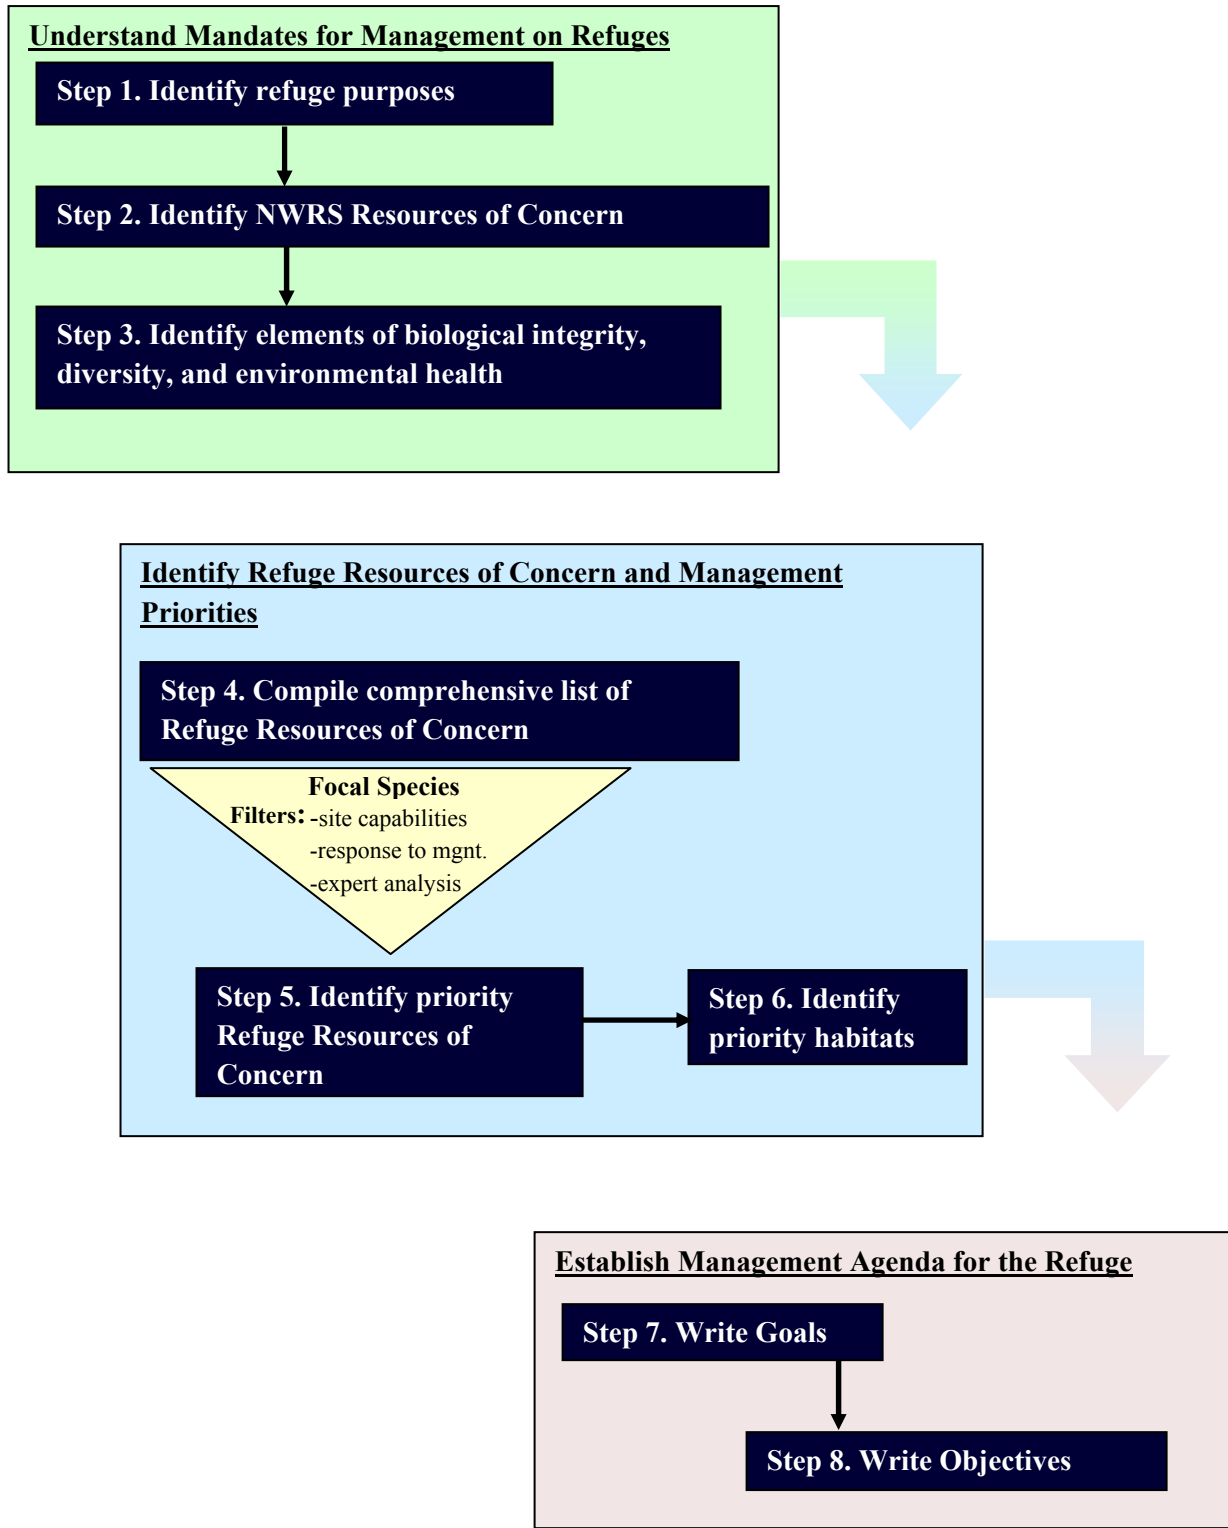 Understand Mandates for Management on Refuges
Step 1. Identify refuge purposes
Step 2. Identify NWRS Resources of Concern
Step 3. Identify elements of biological integrity,
diversity, and environmental health
Identify Refuge Resources of Concern and Management
Priorities
Step 4. Compile comprehensive list of
Refuge Resources of Concern
Focal Species
Filters: -site capabilities
-response to mgnt.
-expert analysis
Step 5. Identify priority
Refuge Resources of
Concern
Step 6. Identify
priority habitats
Establish Management Agenda for the Refuge
Step 7. Write Goals
Step 8. Write Objectives